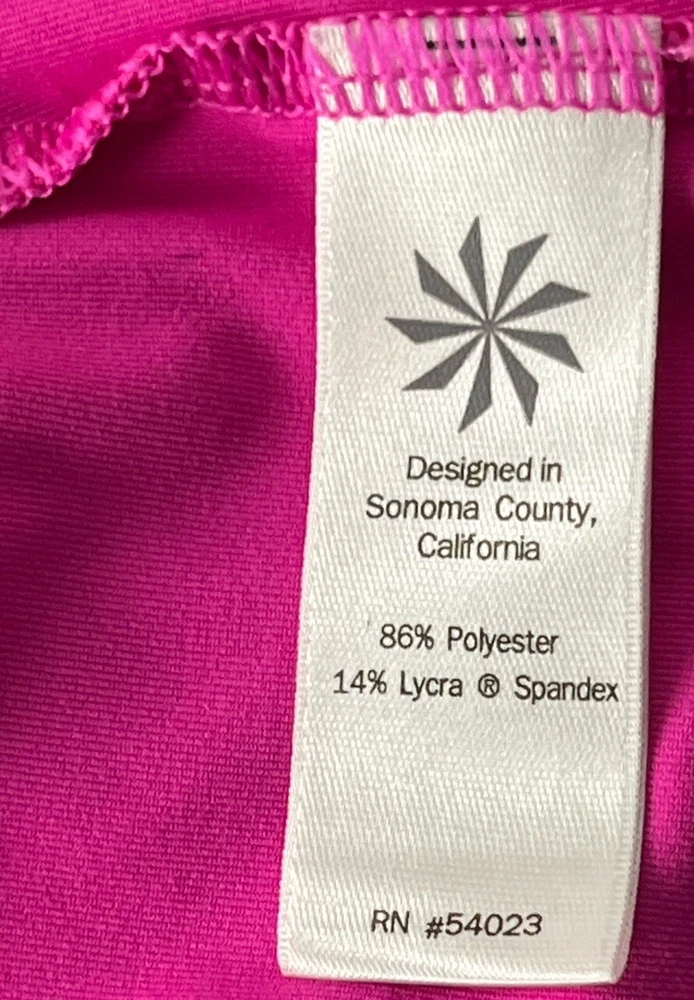 Designed in
Sonoma County,
California
86% Polyester
14% Lycra ® Spandex
RN #54023